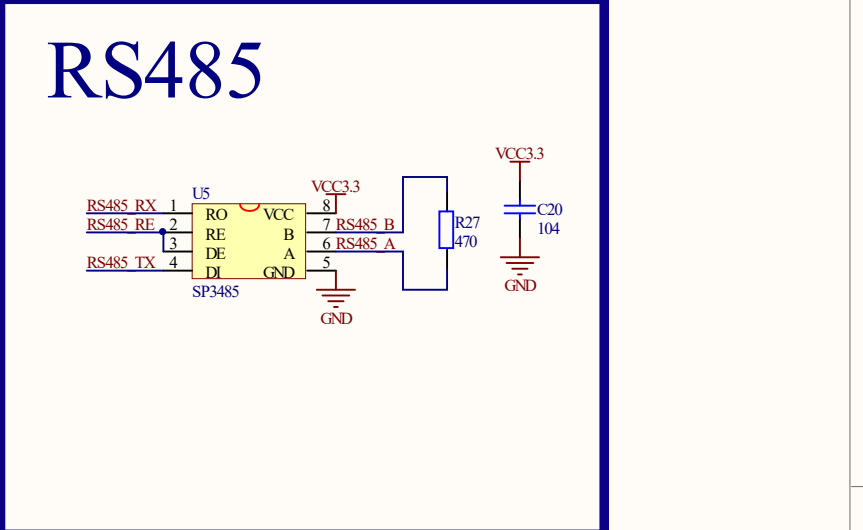 RS485
VCC3.3
U5
VCC3.3
RS485_RX 1 RO VCC 8
RS485_RE 2 RE B 7 RS485_B
3 DE A 6 RS485_A
RS485_TX 4 DI GND 5
SP3485
GND
R27
470
C20
104
GND